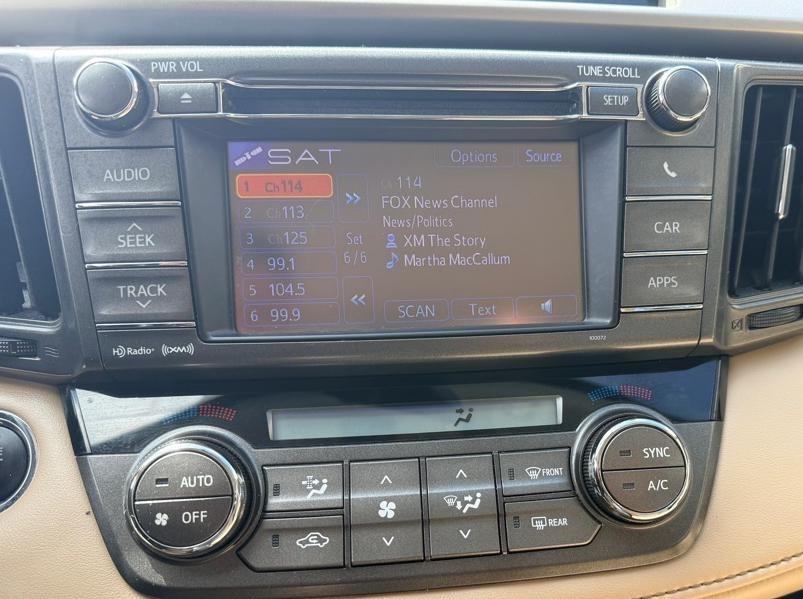 PWR VOL
TUNE SCROLL
SETUP
AUDIO
SEEK
TRACK
HD Radio
((XM))
SAT
Options
Source
1 Ch114
2 Ch113
3 Ch125
4 99.1
5 104.5
6 99.9
Set
6/6
Ch 114
FOX News Channel
News/Politics
XM The Story
Martha MacCallum
SCAN
Text
CAR
APPS
100072
AUTO
OFF
FRONT
REAR
SYNC
A/C